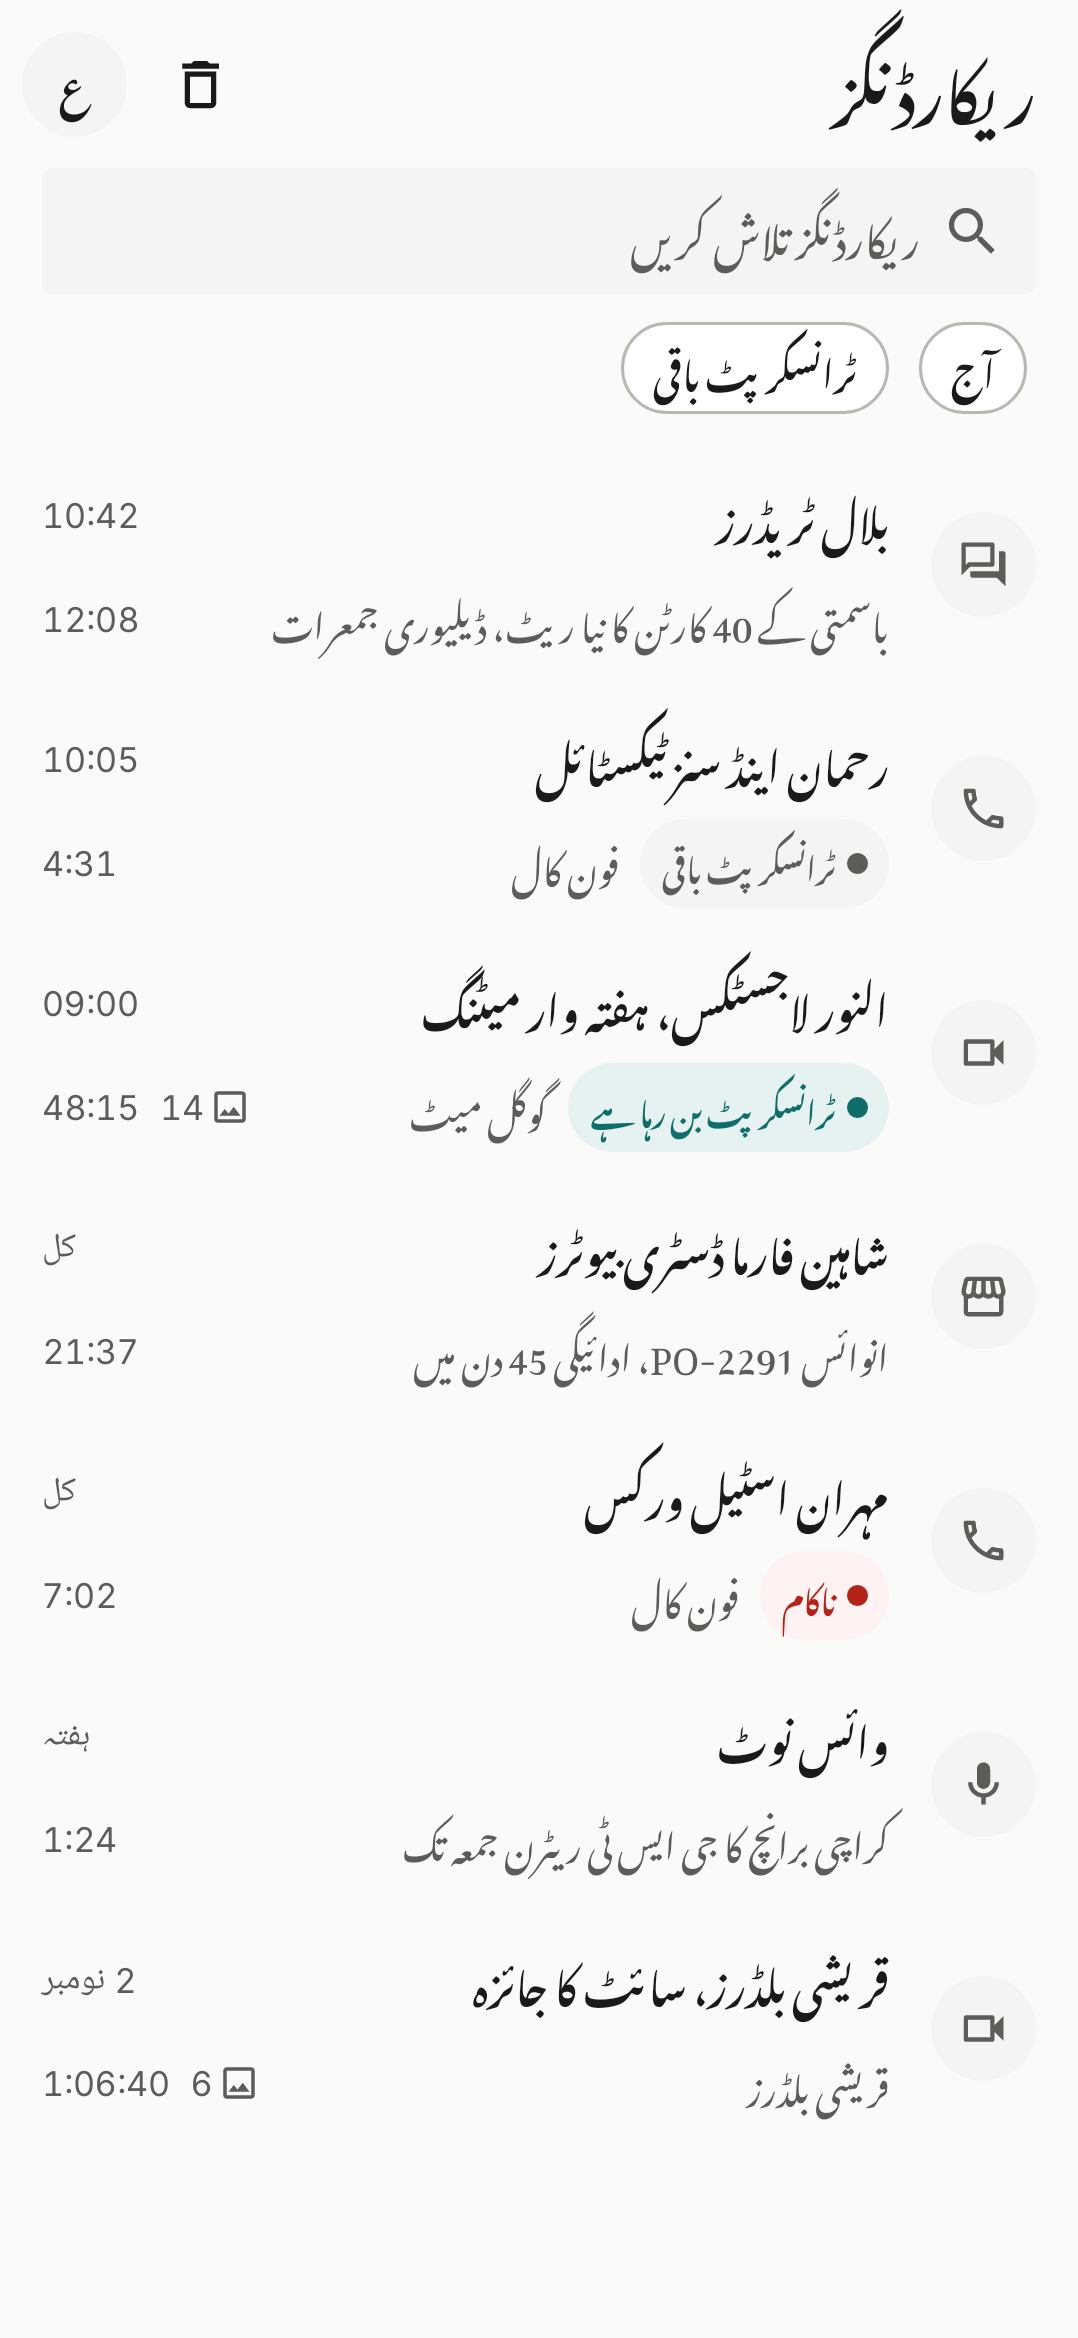 ریکارڈنگز
ع
ریکارڈنگز تلاش کریں
آج
ٹرانسکرپٹ باقی
بلال ٹریڈرز
10:42
باسمتی کے 40 کارٹن کا نیا ریٹ، ڈیلیوری جمعرات
12:08
رحمان اینڈ سنز ٹیکسٹائل
10:05
ٹرانسکرپٹ باقی فون کال
4:31
النور لاجسٹکس، ہفتہ وار میٹنگ
09:00
ٹرانسکرپٹ بن رہا ہے گوگل میٹ
14 48:15
شاہین فارما ڈسٹری بیوٹرز
کل
انوائس PO-2291، ادائیگی 45 دن میں
21:37
مہران اسٹیل ورکس
کل
ناکام فون کال
7:02
وائس نوٹ
ہفتہ
کراچی برانچ کا جی ایس ٹی ریٹرن جمعہ تک
1:24
قریشی بلڈرز، سائٹ کا جائزہ
2 نومبر
قریشی بلڈرز
6 1:06:40